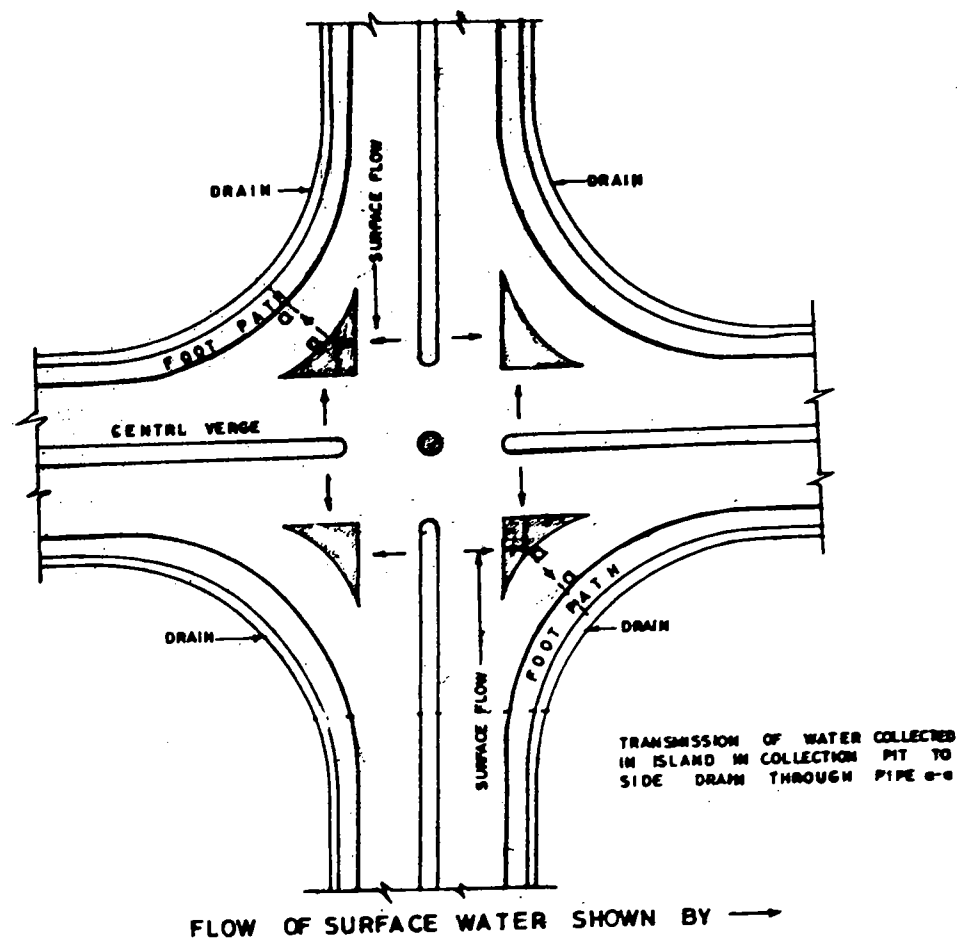 SURFACE FLOW
DRAIN
DRAIN
FOOT PATH
a
a
CENTRL VERGE
a
a
FOOT PATH
DRAIN
DRAIN
SURFACE FLOW
TRANSMISSION OF WATER COLLECTED
IN ISLAND IN COLLECTION PIT TO
SIDE DRAIN THROUGH PIPE a-a
FLOW OF SURFACE WATER SHOWN BY